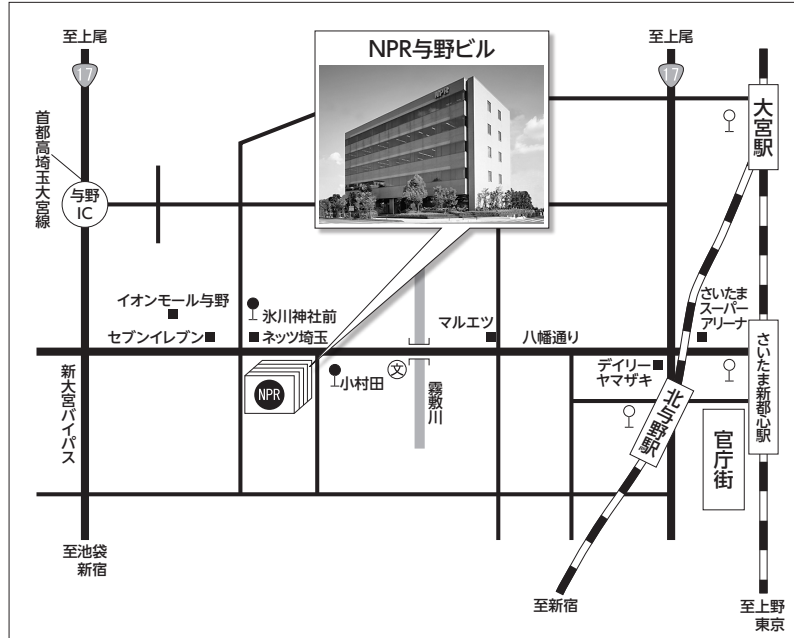 至上尾
17
首都高埼玉大宮線
与野
IC
NPR与野ビル
NPR
至上尾
17
大宮駅
イオンモール与野
セブンイレブン
氷川神社前
ネッツ埼玉
マルエツ
八幡通り
さいたま
スーパー
アリーナ
新大宮バイパス
NPR
小村田
文
霧敷川
デイリー
ヤマザキ
北与野駅
さいたま新都心駅
官庁街
至池袋
新宿
至新宿
至上野
東京